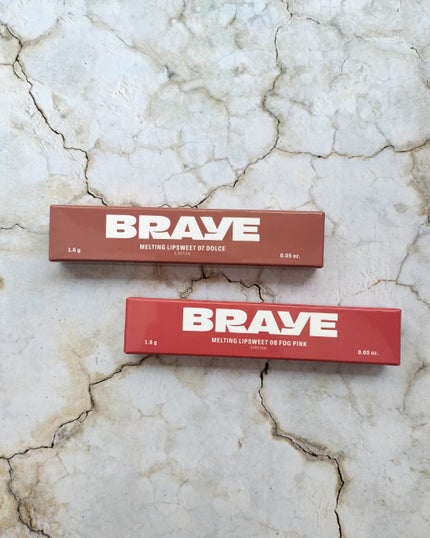 BRAYE
MELTING LIPSWEET 07 DOLCE
1.6 g
0.05 oz.
BRAYE
MELTING LIPSWEET 08 FOG PINK
1.6 g
0.05 oz.